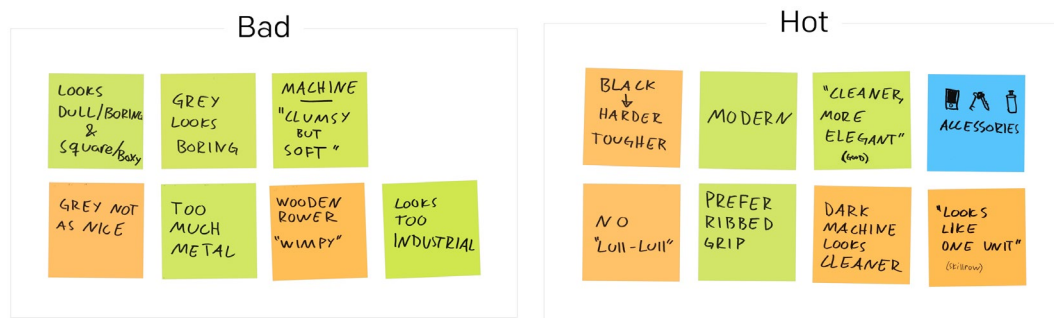 Bad
LOOKS
DULL/BORING
&
SQUARE/BOXY
GREY
LOOKS
BORING
MACHINE
"CLUMSY
BUT
SOFT"
GREY NOT
AS NICE
TOO
MUCH
METAL
WOODEN
ROWER
"WIMPY"
LOOKS
TOO
INDUSTRIAL
Hot
BLACK
↓
HARDER
TOUGHER
MODERN
"CLEANER,
MORE
ELEGANT"
(GOOD)
ACCESSORIES
NO
"LULL-LULL"
PREFER
RIBBED
GRIP
DARK
MACHINE
LOOKS
CLEANER
"LOOKS
LIKE
ONE UNIT"
(skillrow)